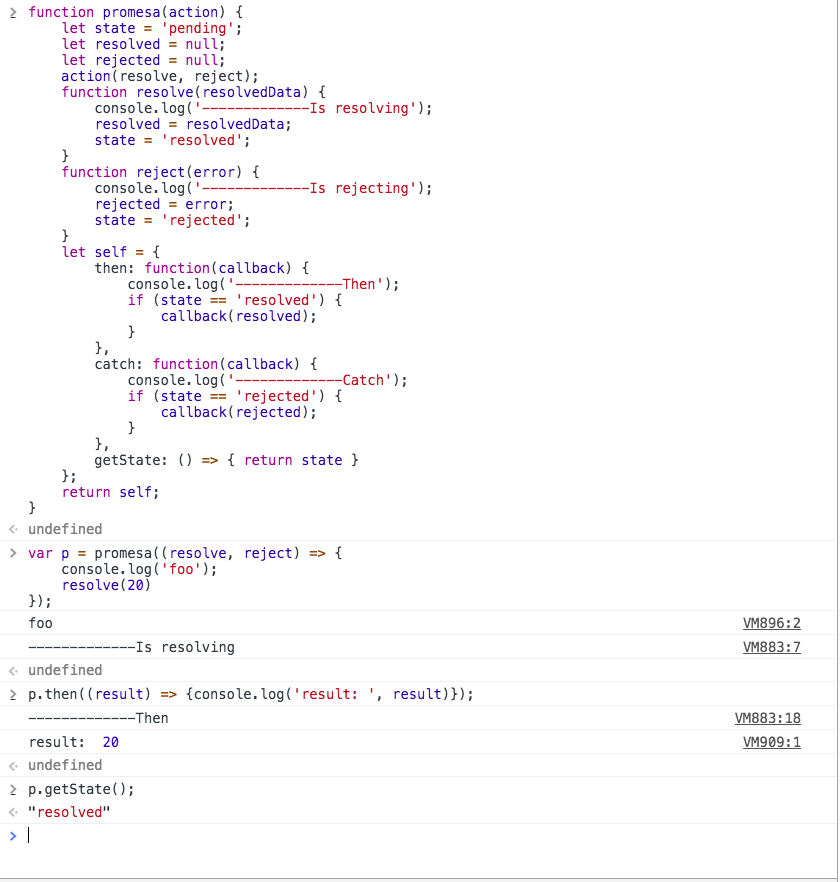 function promesa(action) {
    let state = 'pending';
    let resolved = null;
    let rejected = null;
    action(resolve, reject);
    function resolve(resolvedData) {
        console.log('-------------Is resolving');
        resolved = resolvedData;
        state = 'resolved';
    }
    function reject(error) {
        console.log('-------------Is rejecting');
        rejected = error;
        state = 'rejected';
    }
    let self = {
        then: function(callback) {
            console.log('-------------Then');
            if (state == 'resolved') {
                callback(resolved);
            }
        },
        catch: function(callback) {
            console.log('-------------Catch');
            if (state == 'rejected') {
                callback(rejected);
            }
        },
        getState: () => { return state }
    };
    return self;
}
undefined
var p = promesa((resolve, reject) => {
    console.log('foo');
    resolve(20)
});
foo VM896:2
-------------Is resolving VM883:7
undefined
p.then((result) => {console.log('result: ', result)});
-------------Then VM883:18
result:  20 VM909:1
undefined
p.getState();
"resolved"